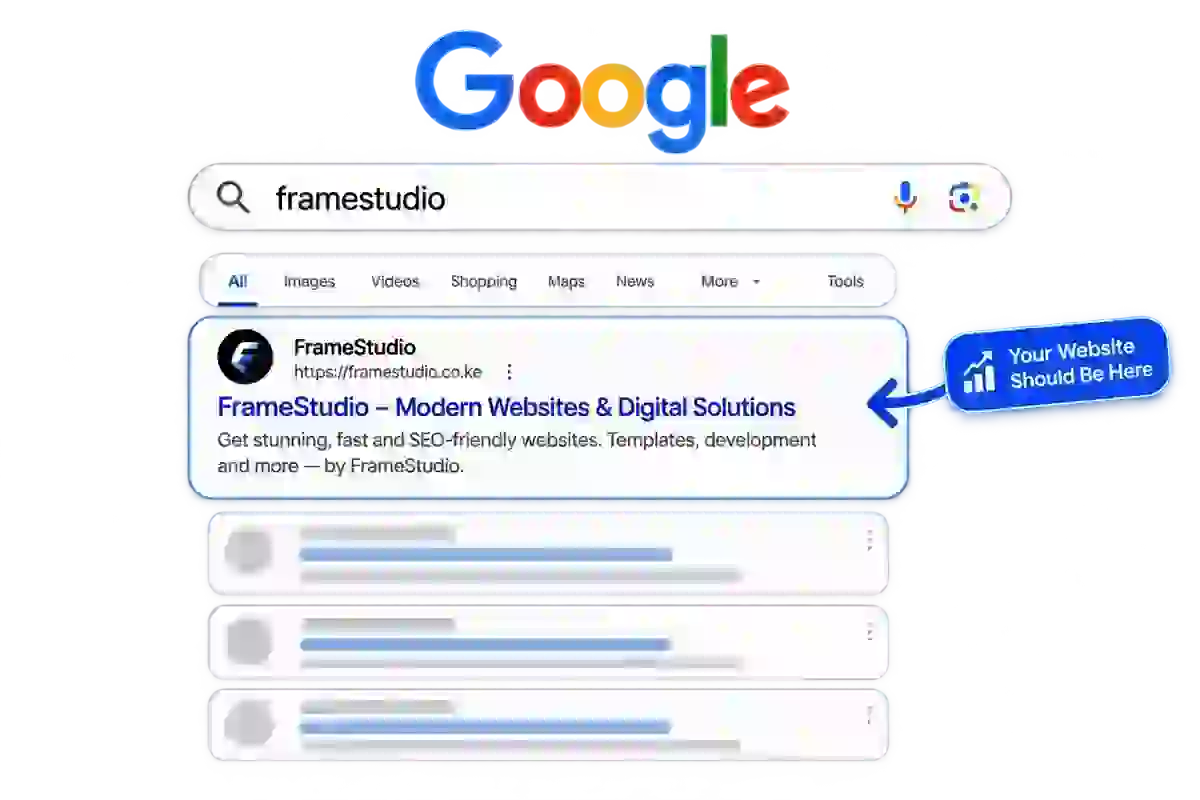 Google
framestudio
All Images Videos Shopping Maps News More Tools
FrameStudio
https://framestudio.co.ke
FrameStudio – Modern Websites & Digital Solutions
Get stunning, fast and SEO-friendly websites. Templates, development
and more — by FrameStudio.
Your Website
Should Be Here